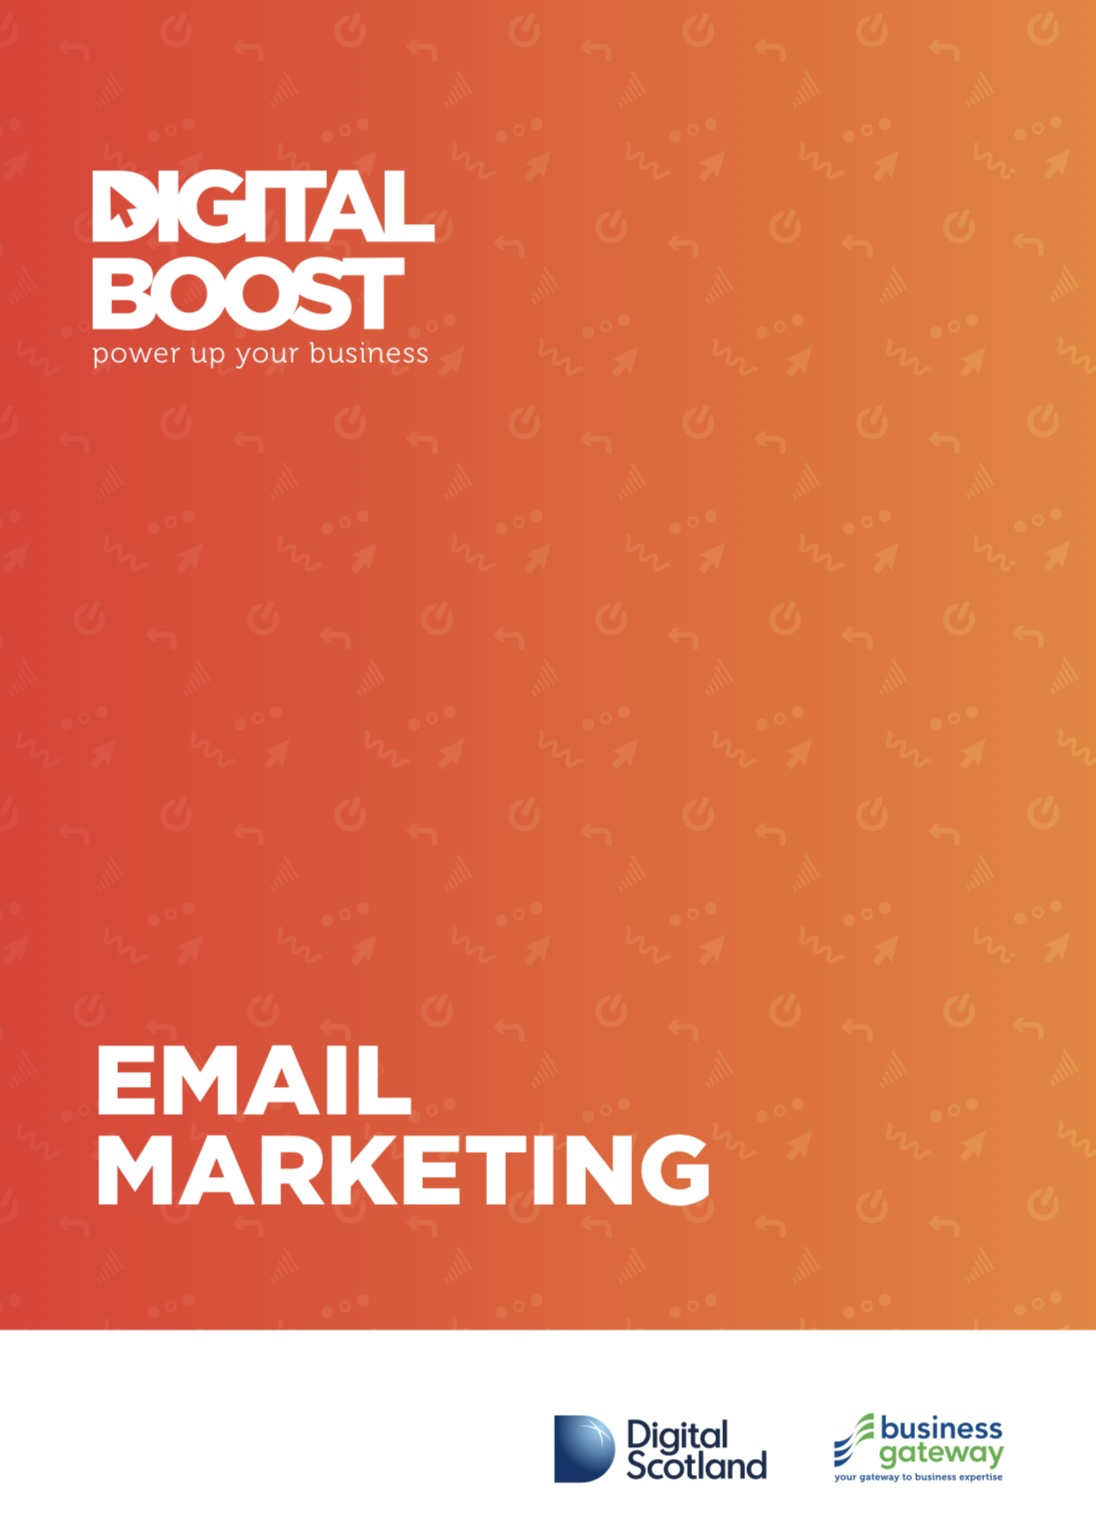 DIGITAL
BOOST
power up your business
EMAIL
MARKETING
Digital
Scotland
business
gateway
your gateway to business expertise